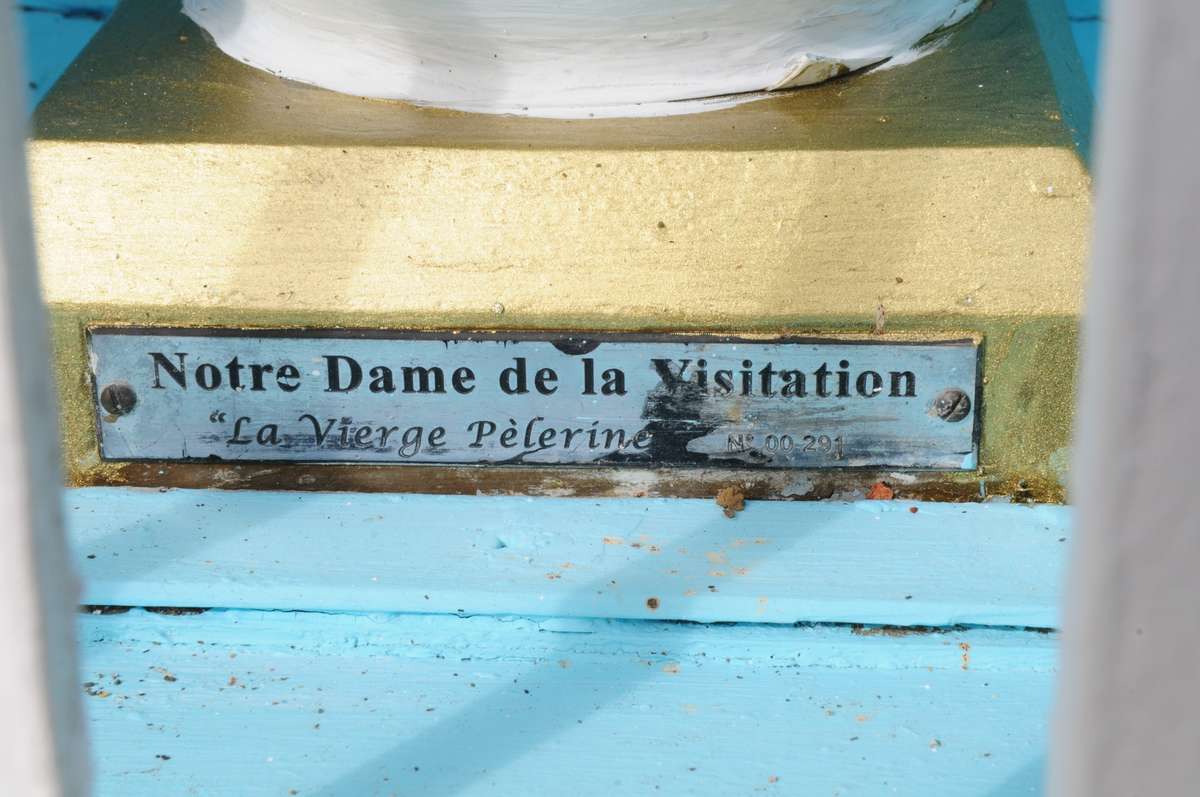 Notre Dame de la Visitation
“La Vierge Pèlerine N° 00-291